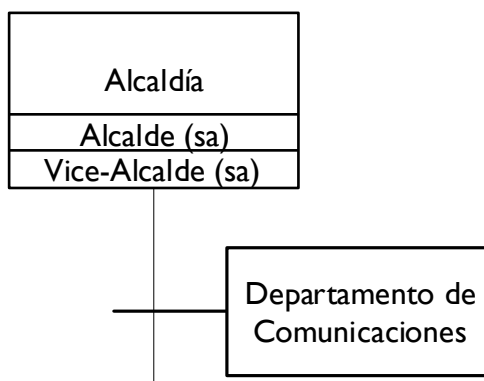 Alcaldía
Alcalde (sa)
Vice-Alcalde (sa)
Departamento de
Comunicaciones